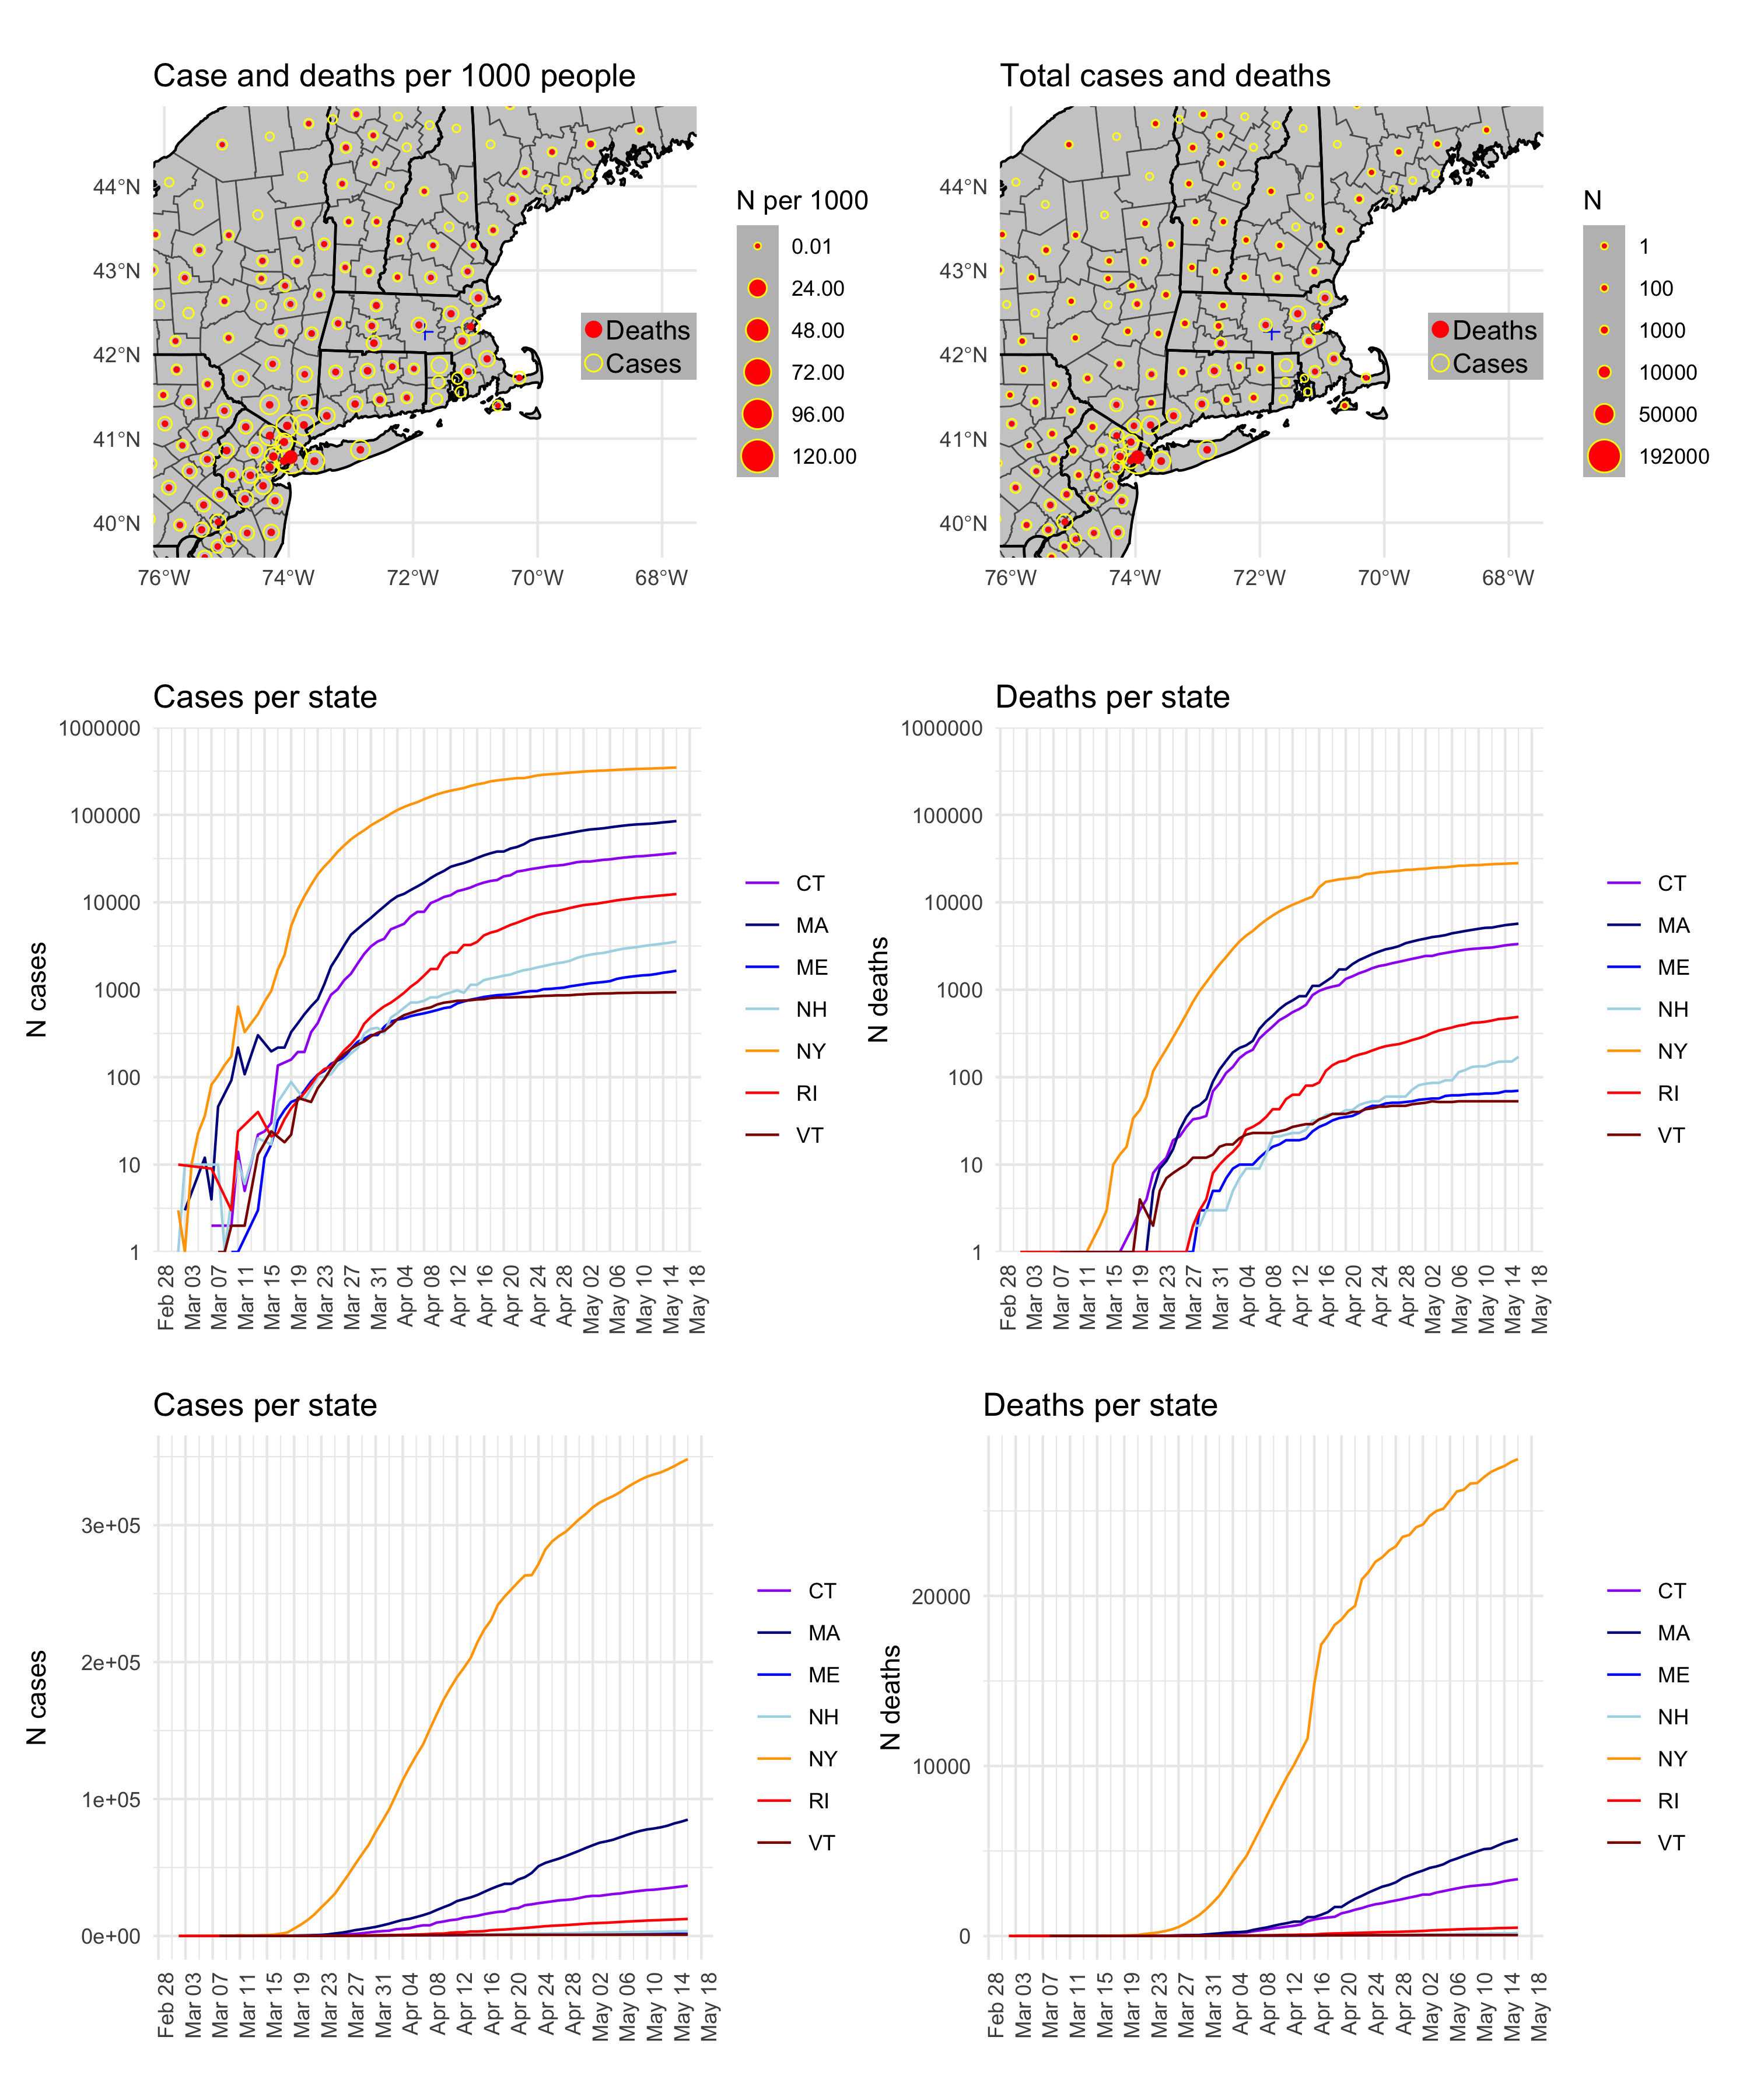 Case and deaths per 1000 people
44°N
43°N
42°N
41°N
40°N
76°W 74°W 72°W 70°W 68°W
Deaths
Cases
N per 1000
0.01
24.00
48.00
72.00
96.00
120.00
Total cases and deaths
44°N
43°N
42°N
41°N
40°N
76°W 74°W 72°W 70°W 68°W
Deaths
Cases
N
1
100
1000
10000
50000
192000
Cases per state
N cases
1000000
100000
10000
1000
100
10
1
Feb 28 Mar 03 Mar 07 Mar 11 Mar 15 Mar 19 Mar 23 Mar 27 Mar 31 Apr 04 Apr 08 Apr 12 Apr 16 Apr 20 Apr 24 Apr 28 May 02 May 06 May 10 May 14 May 18
CT
MA
ME
NH
NY
RI
VT
Deaths per state
N deaths
1000000
100000
10000
1000
100
10
1
Feb 28 Mar 03 Mar 07 Mar 11 Mar 15 Mar 19 Mar 23 Mar 27 Mar 31 Apr 04 Apr 08 Apr 12 Apr 16 Apr 20 Apr 24 Apr 28 May 02 May 06 May 10 May 14 May 18
CT
MA
ME
NH
NY
RI
VT
Cases per state
N cases
3e+05
2e+05
1e+05
0e+00
Feb 28 Mar 03 Mar 07 Mar 11 Mar 15 Mar 19 Mar 23 Mar 27 Mar 31 Apr 04 Apr 08 Apr 12 Apr 16 Apr 20 Apr 24 Apr 28 May 02 May 06 May 10 May 14 May 18
CT
MA
ME
NH
NY
RI
VT
Deaths per state
N deaths
20000
10000
0
Feb 28 Mar 03 Mar 07 Mar 11 Mar 15 Mar 19 Mar 23 Mar 27 Mar 31 Apr 04 Apr 08 Apr 12 Apr 16 Apr 20 Apr 24 Apr 28 May 02 May 06 May 10 May 14 May 18
CT
MA
ME
NH
NY
RI
VT